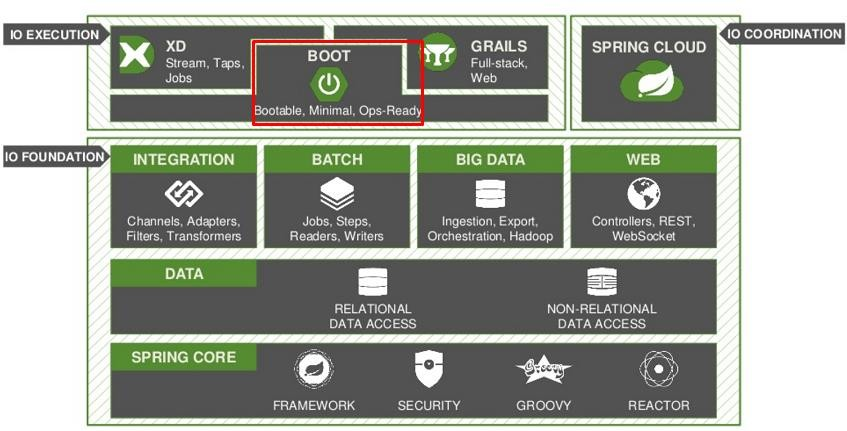 IO EXECUTION
XD
Stream, Taps,
Jobs
BOOT
Bootable, Minimal, Ops-Ready
GRAILS
Full-stack,
Web
SPRING CLOUD
IO COORDINATION
IO FOUNDATION
INTEGRATION
Channels, Adapters,
Filters, Transformers
BATCH
Jobs, Steps,
Readers, Writers
BIG DATA
Ingestion, Export,
Orchestration, Hadoop
WEB
Controllers, REST,
WebSocket
DATA
RELATIONAL
DATA ACCESS
NON-RELATIONAL
DATA ACCESS
SPRING CORE
FRAMEWORK
SECURITY
Groovy
GROOVY
REACTOR